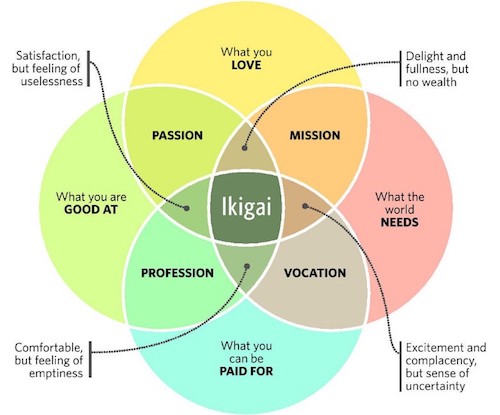 Satisfaction,
but feeling of
uselessness
What you
LOVE
Delight and
fullness, but
no wealth
PASSION
MISSION
What you are
GOOD AT
Ikigai
What the
world
NEEDS
PROFESSION
VOCATION
Comfortable,
but feeling of
emptiness
What you
can be
PAID FOR
Excitement and
complacency,
but sense of
uncertainty